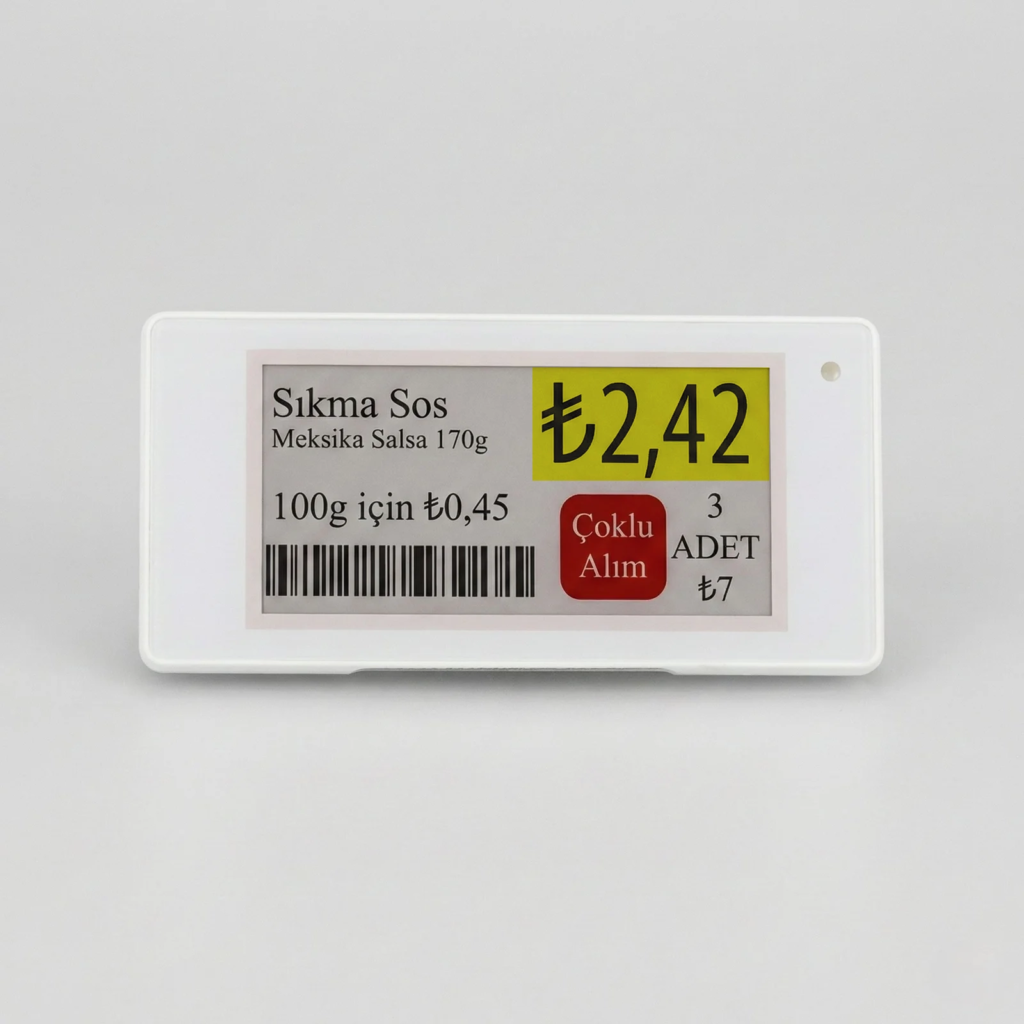 Sıkma Sos
Meksika Salsa 170g
₺2,42
100g için ₺0,45
Çoklu
Alım
3
ADET
₺7